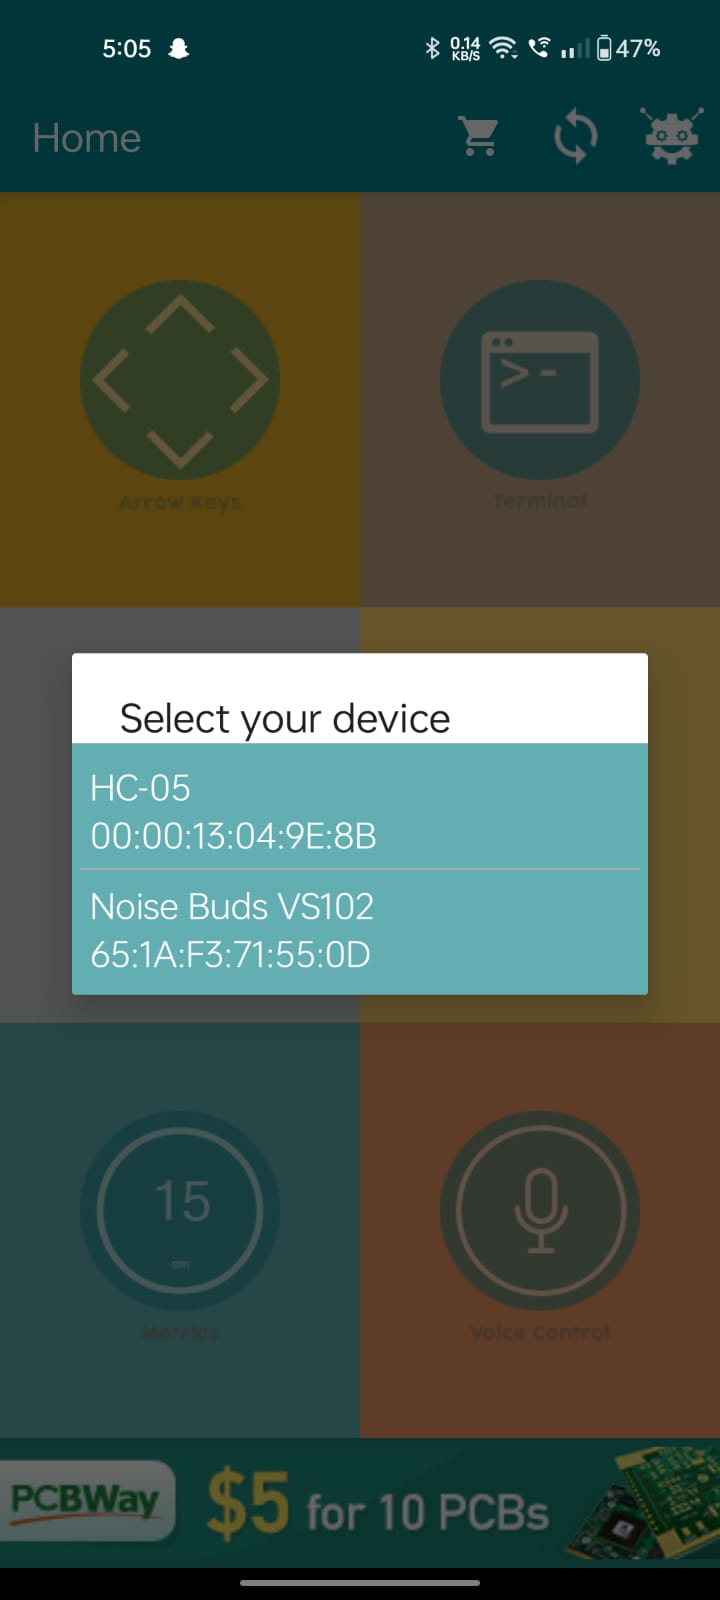 5:05
0.14
KB/S
47%
Home
Arrow Keys
Terminal
Select your device
HC-05
00:00:13:04:9E:8B
Noise Buds VS102
65:1A:F3:71:55:0D
15
cm
Metrics
Voice Control
PCBWay
$5 for 10 PCBs